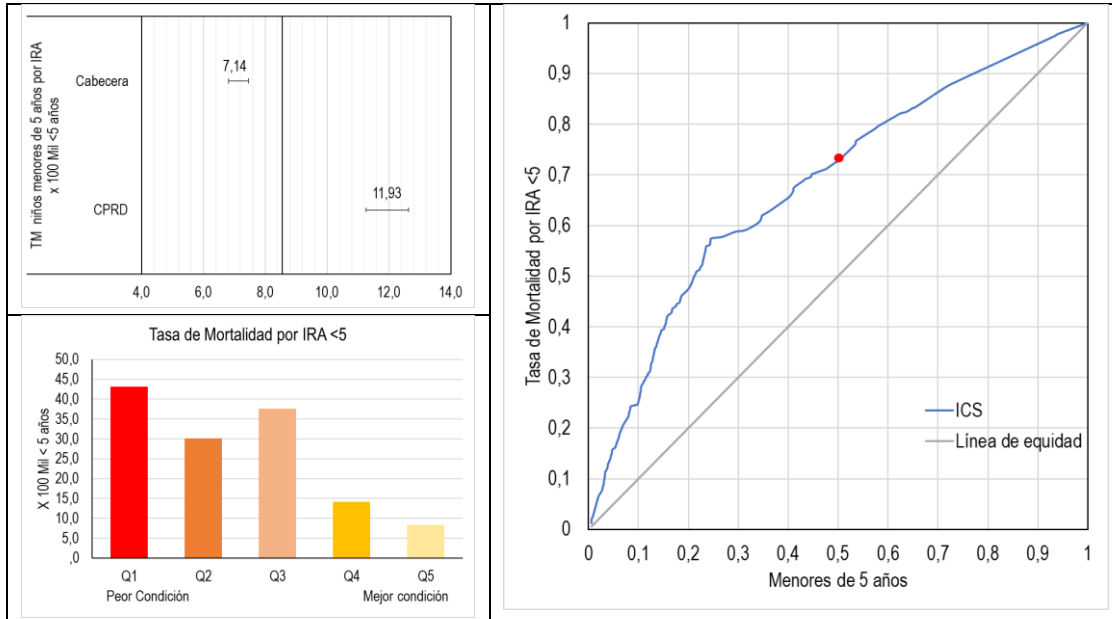 TM niños menores de 5 años por IRA
x 100 Mil <5 años
Cabecera
7,14
CPRD
11,93
4,0 6,0 8,0 10,0 12,0 14,0
Tasa de Mortalidad por IRA <5
X 100 Mil < 5 años
50,0
45,0
40,0
35,0
30,0
25,0
20,0
15,0
10,0
5,0
,0
Q1 Q2 Q3 Q4 Q5
Peor Condición Mejor condición
Tasa de Mortalidad por IRA <5
1
0,9
0,8
0,7
0,6
0,5
0,4
0,3
0,2
0,1
0
ICS
Línea de equidad
0 0,1 0,2 0,3 0,4 0,5 0,6 0,7 0,8 0,9 1
Menores de 5 años